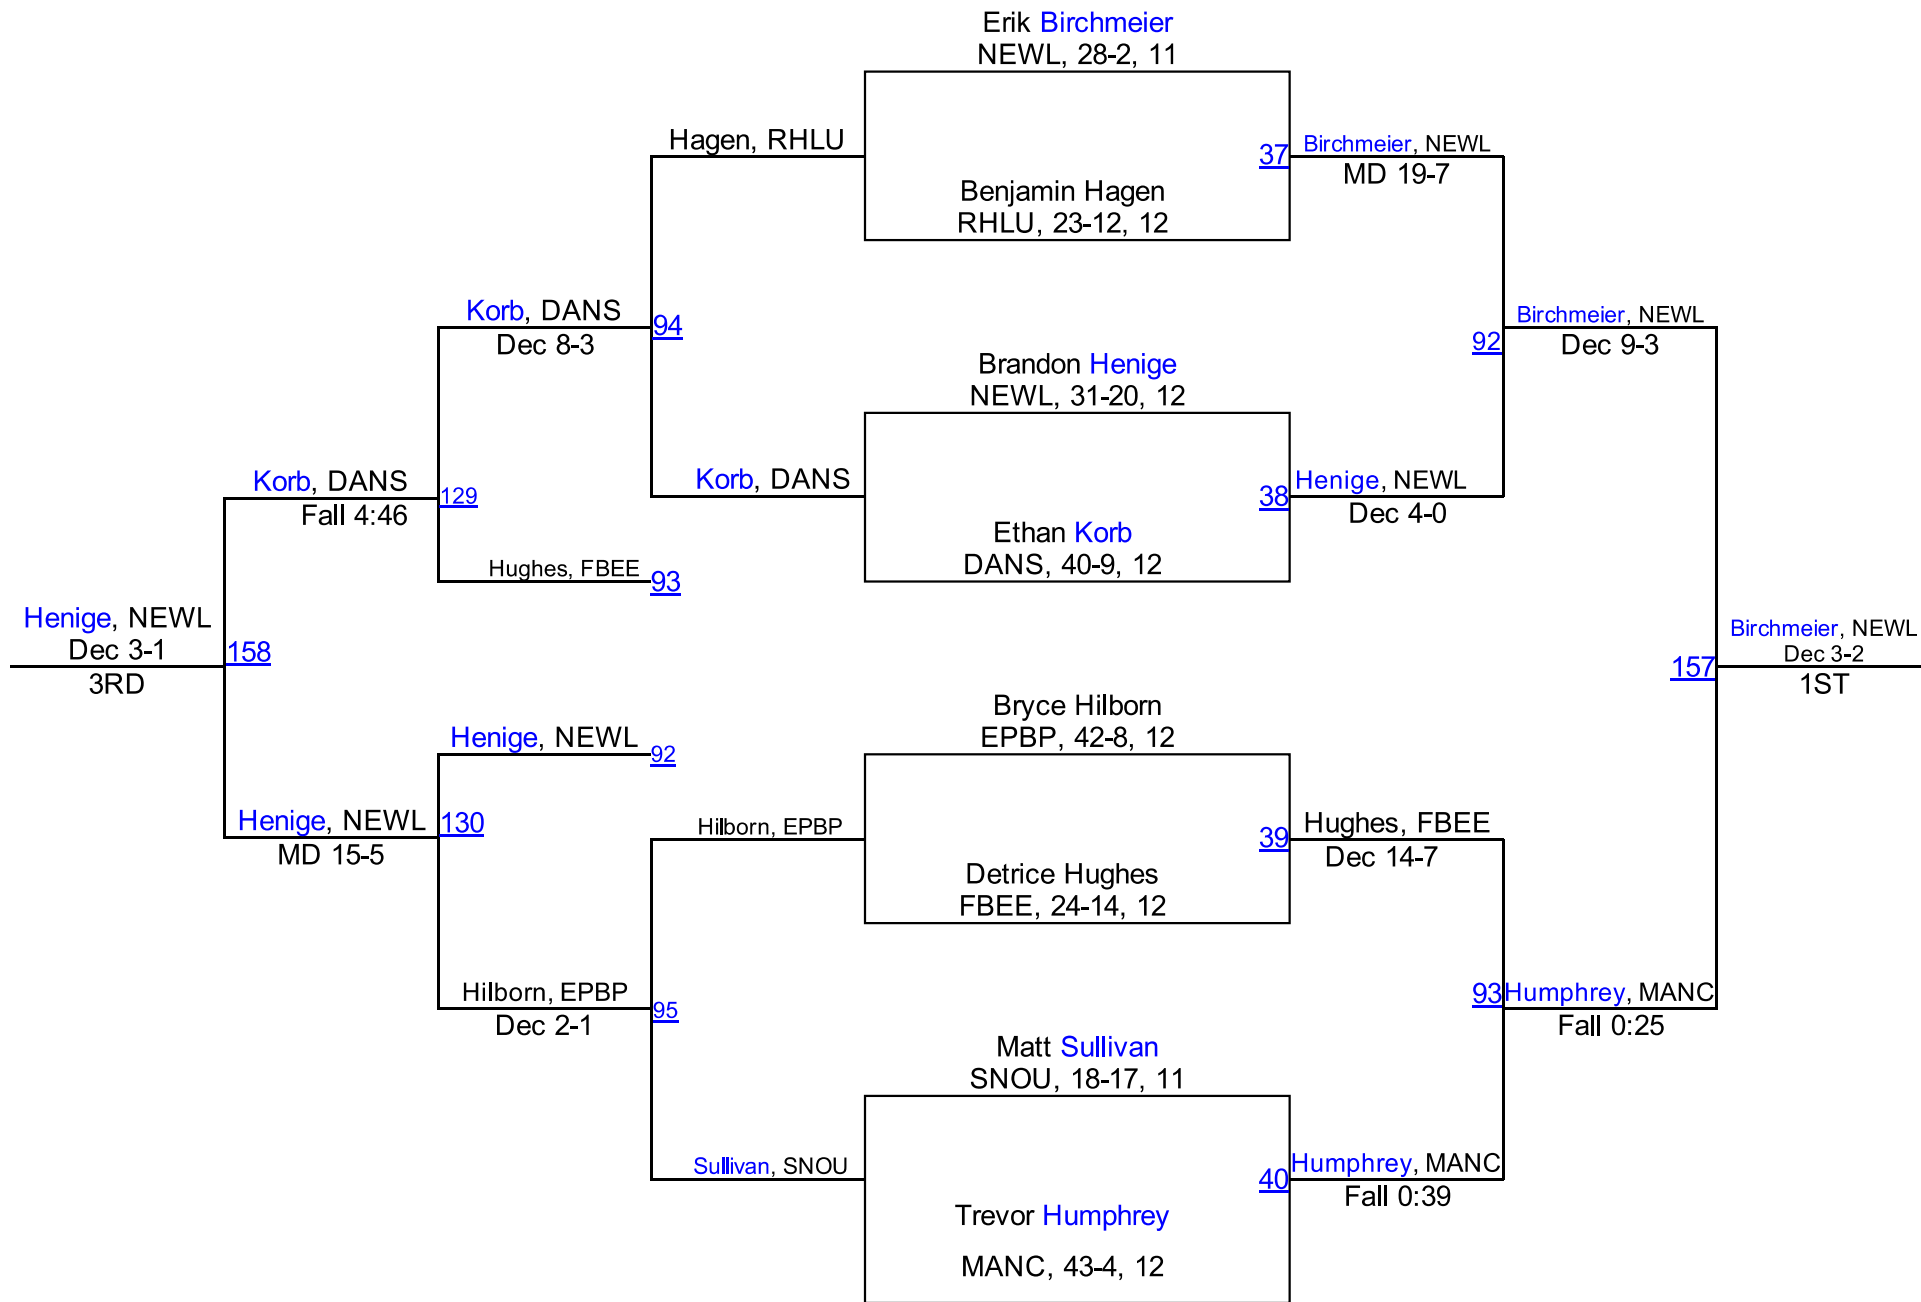 Erik Birchmeier
NEWL, 28-2, 11
Hagen, RHLU
37
Birchmeier, NEWL
MD 19-7
Benjamin Hagen
RHLU, 23-12, 12
Korb, DANS
Dec 8-3
94
Birchmeier, NEWL
92
Dec 9-3
Brandon Henige
NEWL, 31-20, 12
Korb, DANS
Fall 4:46
129
Korb, DANS
38
Henige, NEWL
Dec 4-0
Ethan Korb
DANS, 40-9, 12
Hughes, FBEE
93
Henige, NEWL
Dec 3-1
158
3RD
Birchmeier, NEWL
Dec 3-2
157
1ST
Bryce Hilborn
EPBP, 42-8, 12
Henige, NEWL
92
Henige, NEWL
130
MD 15-5
Hilborn, EPBP
39
Hughes, FBEE
Dec 14-7
Detrice Hughes
FBEE, 24-14, 12
Hilborn, EPBP
95
Dec 2-1
93
Humphrey, MANC
Fall 0:25
Matt Sullivan
SNOU, 18-17, 11
Sullivan, SNOU
40
Humphrey, MANC
Fall 0:39
Trevor Humphrey
MANC, 43-4, 12